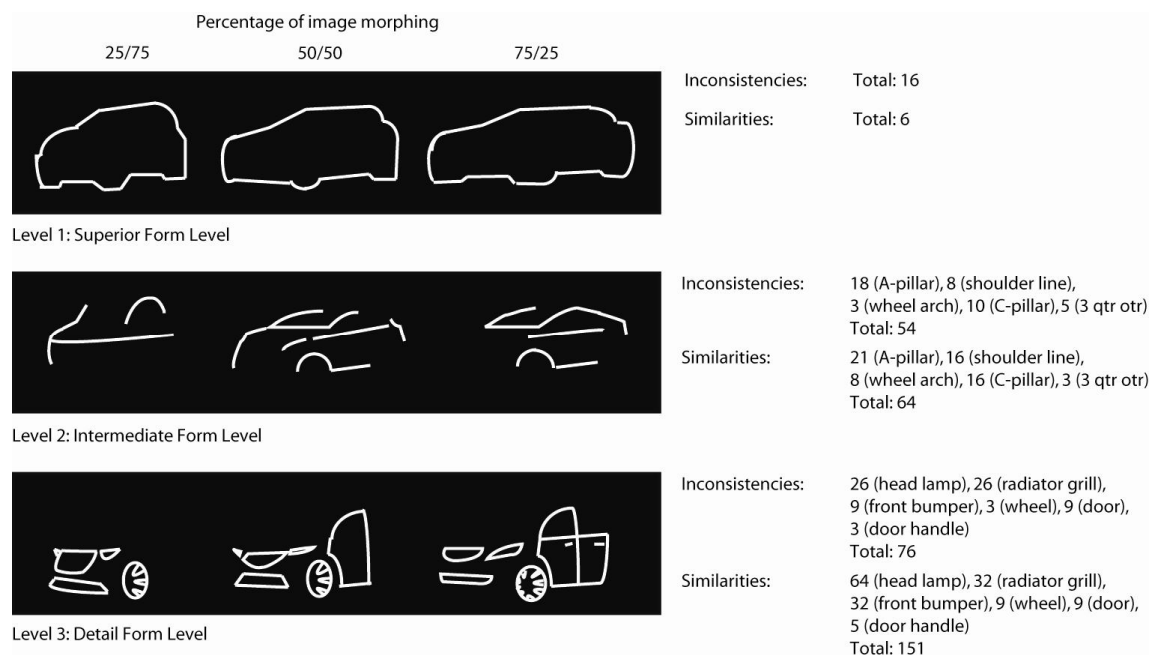 Percentage of image morphing
25/75 50/50 75/25
Inconsistencies: Total: 16
Similarities: Total: 6
Level 1: Superior Form Level
Inconsistencies: 18 (A-pillar), 8 (shoulder line),
3 (wheel arch), 10 (C-pillar), 5 (3 qtr otr)
Total: 54
Similarities: 21 (A-pillar), 16 (shoulder line),
8 (wheel arch), 16 (C-pillar), 3 (3 qtr otr)
Total: 64
Level 2: Intermediate Form Level
Inconsistencies: 26 (head lamp), 26 (radiator grill),
9 (front bumper), 3 (wheel), 9 (door),
3 (door handle)
Total: 76
Similarities: 64 (head lamp), 32 (radiator grill),
32 (front bumper), 9 (wheel), 9 (door),
5 (door handle)
Total: 151
Level 3: Detail Form Level